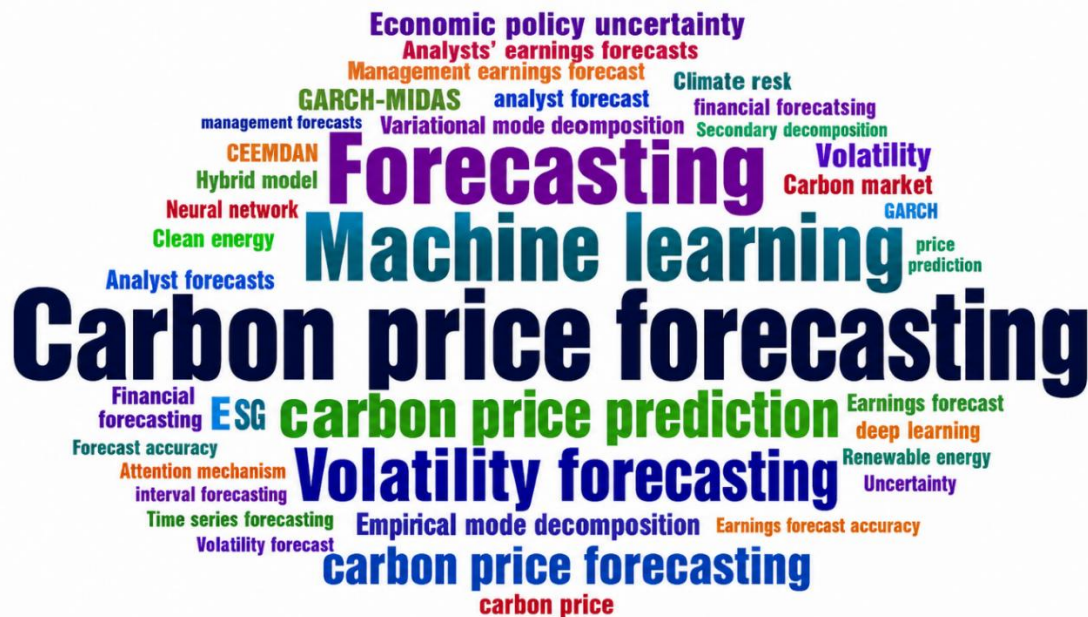 Economic policy uncertainty
Analysts' earnings forecasts
Management earnings forecast
Climate resk
GARCH-MIDAS
analyst forecast
financial forecatsing
management forecasts
Variational mode deomposition
Secondary decomposition
CEEMDAN
Forecasting
Volatility
Hybrid model
Carbon market
Neural network
Machine learning
GARCH
Clean energy
price
prediction
Analyst forecasts
Carbon price forecasting
Financial
forecasting
ESG
carbon price prediction
Earnings forecast
deep learning
Forecast accuracy
Attention mechanism
Volatility forecasting
Renewable energy
interval forecasting
Uncertainty
Time series forecasting
Empirical mode decomposition
Earnings forecast accuracy
Volatility forecast
carbon price forecasting
carbon price